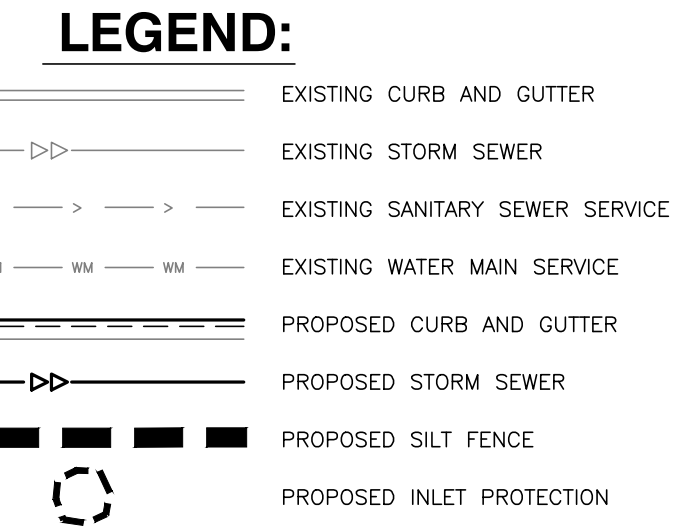 LEGEND:
EXISTING CURB AND GUTTER
EXISTING STORM SEWER
EXISTING SANITARY SEWER SERVICE
WM WM EXISTING WATER MAIN SERVICE
PROPOSED CURB AND GUTTER
PROPOSED STORM SEWER
PROPOSED SILT FENCE
PROPOSED INLET PROTECTION